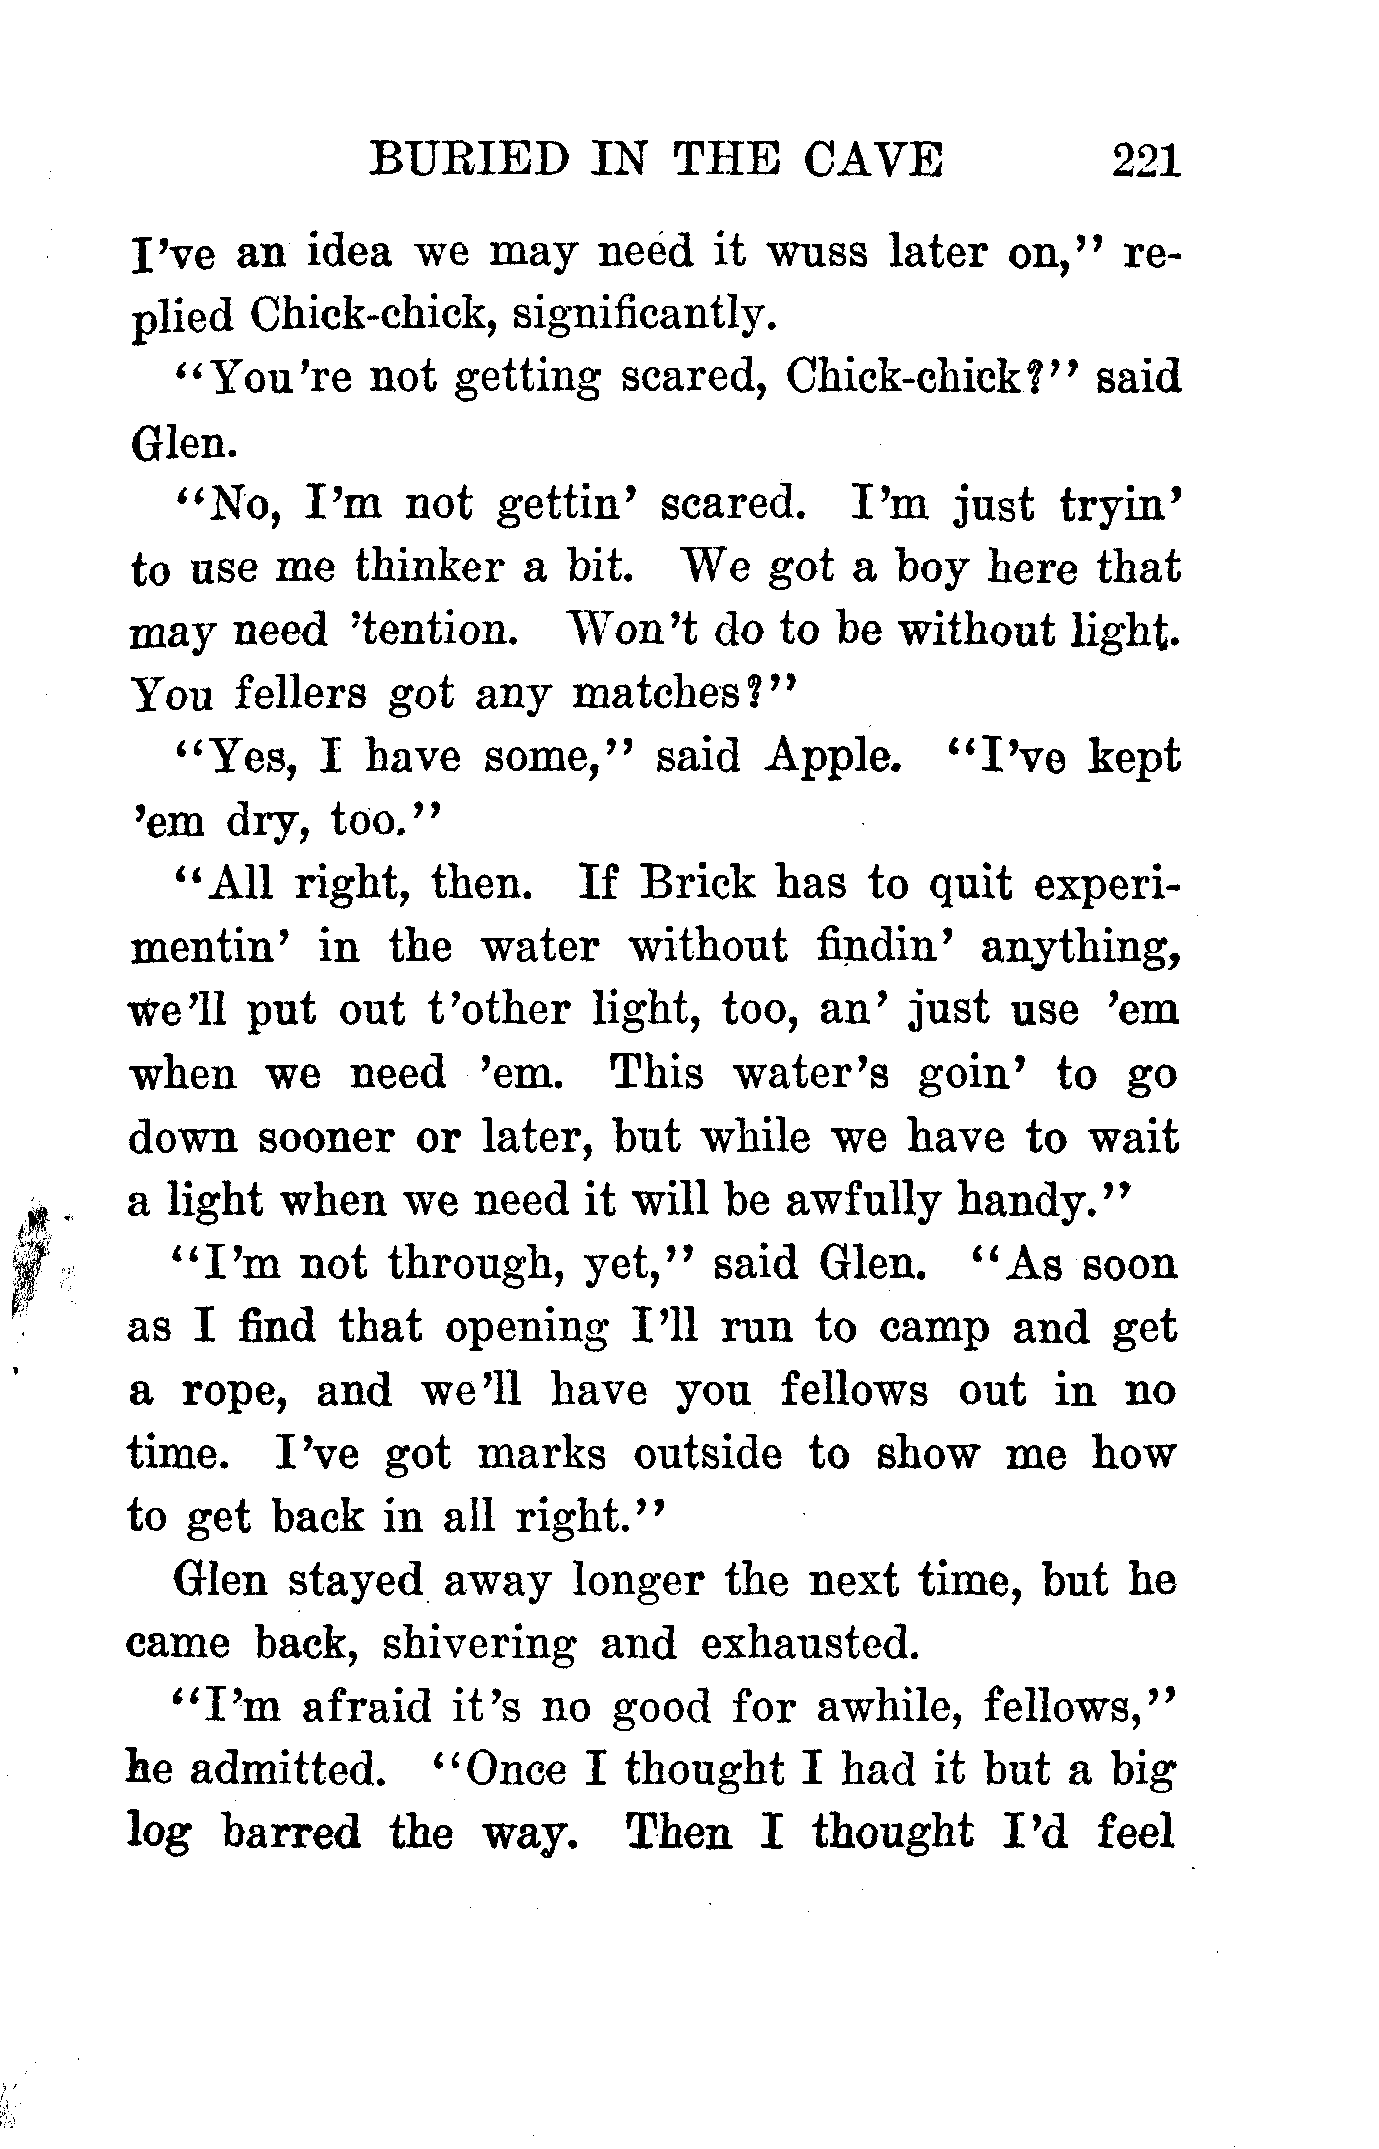 BURIED IN THE CAVE 221
I've an idea we may need it wuss later on," re-
plied Chick-chick, significantly.
"You're not getting scared, Chick-chick?" said
Glen.
"No, I'm not gettin' scared. I'm just tryin'
to use me thinker a bit. We got a boy here that
may need 'tention. Won't do to be without light.
You fellers got any matches?"
"Yes, I have some," said Apple. "I've kept
'em dry, too."
"All right, then. If Brick has to quit experi-
mentin' in the water without findin' anything,
we'll put out t'other light, too, an' just use 'em
when we need 'em. This water's goin' to go
down sooner or later, but while we have to wait
a light when we need it will be awfully handy."
"I'm not through, yet," said Glen. "As soon
as I find that opening I'll run to camp and get
a rope, and we'll have you fellows out in no
time. I've got marks outside to show me how
to get back in all right."
Glen stayed away longer the next time, but he
came back, shivering and exhausted.
"I'm afraid it's no good for awhile, fellows,"
he admitted. "Once I thought I had it but a big
log barred the way. Then I thought I'd feel